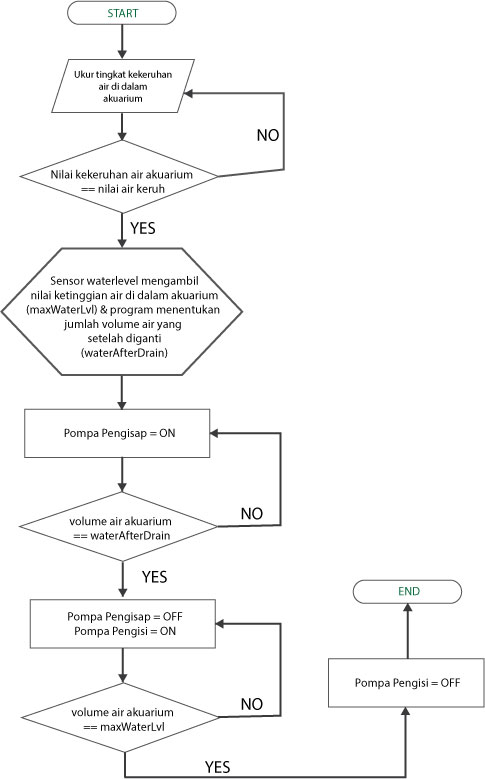 START
Ukur tingkat kekeruhan
air di dalam
akuarium
NO
Nilai kekeruhan air akuarium
== nilai air keruh
YES
Sensor waterlevel mengambil
nilai ketinggian air di dalam akuarium
(maxWaterLvl) & program menentukan
jumlah volume air yang
setelah diganti
(waterAfterDrain)
Pompa Pengisap = ON
NO
volume air akuarium
== waterAfterDrain
YES
Pompa Pengisap = OFF
Pompa Pengisi = ON
NO
volume air akuarium
== maxWaterLvl
YES
Pompa Pengisi = OFF
END